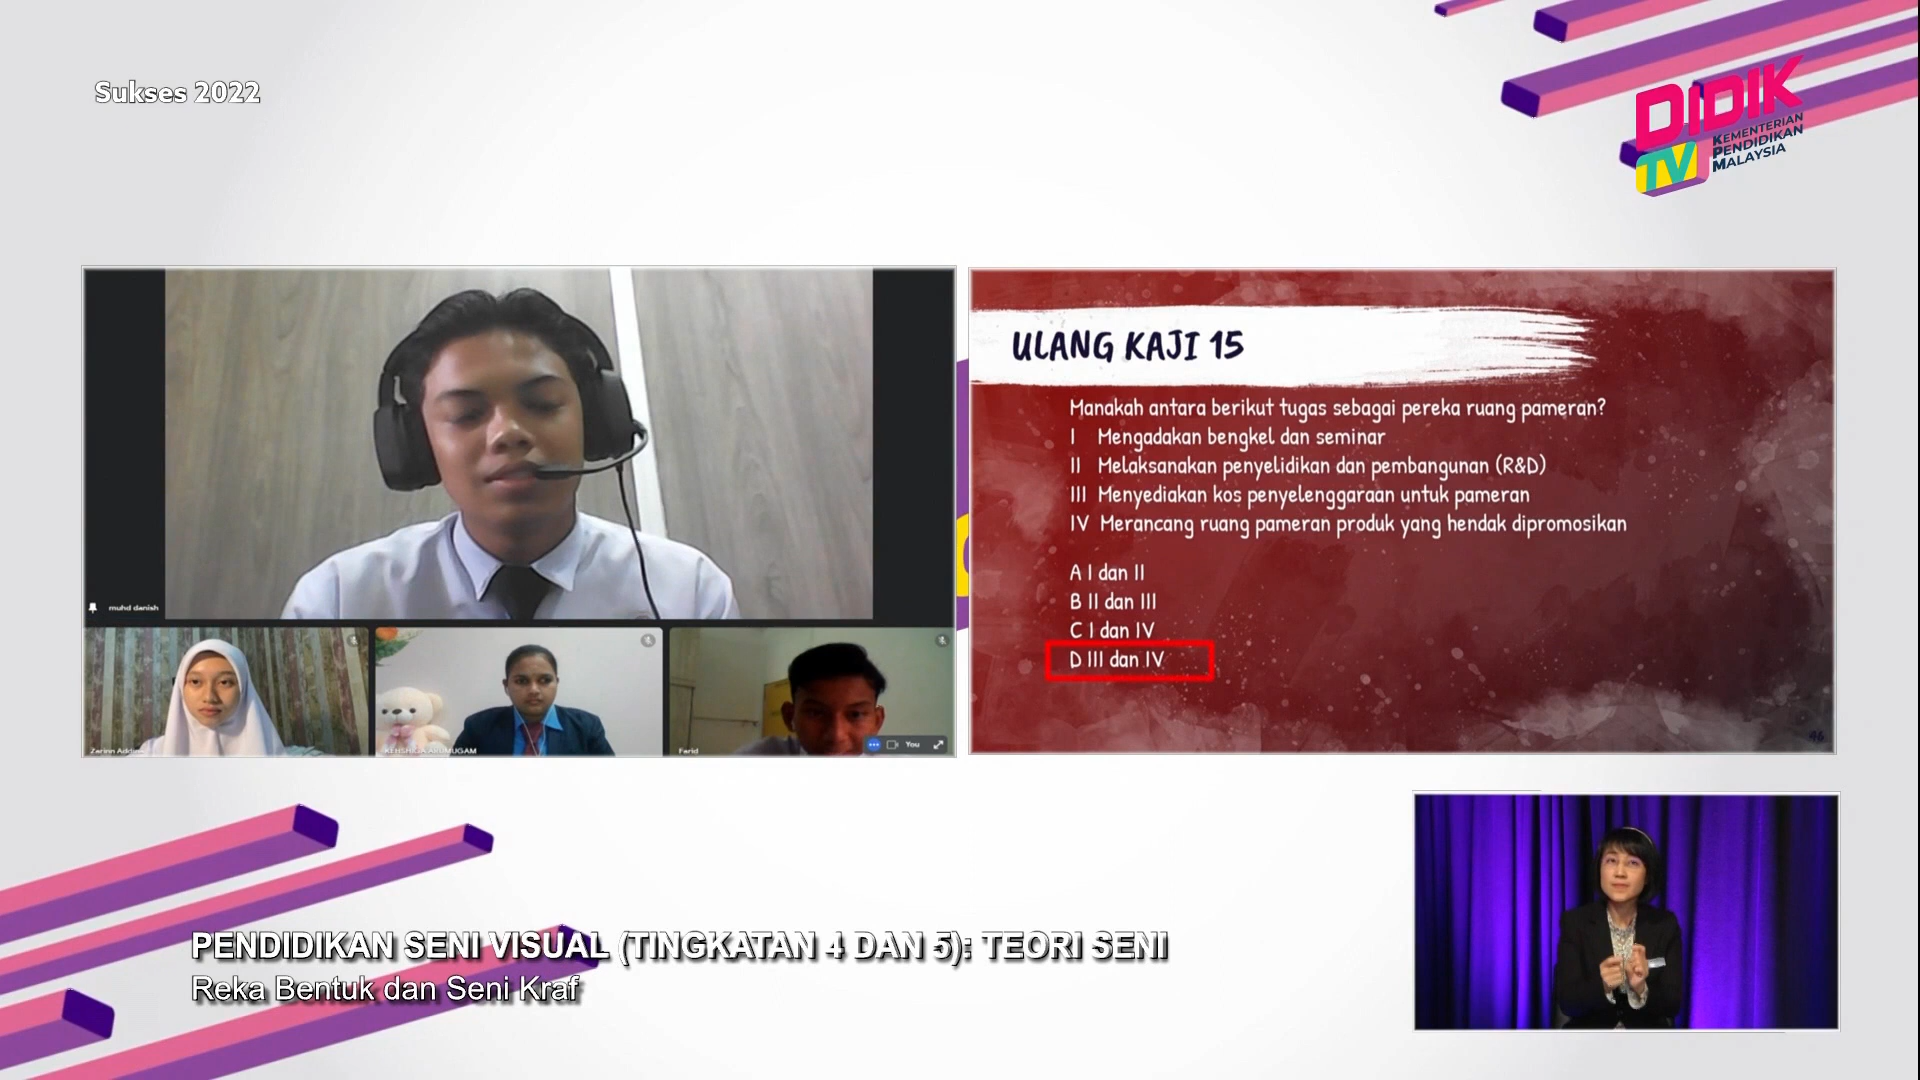 Sukses 2022
DIDIK
TV
KEMENTERIAN
PENDIDIKAN
MALAYSIA
muhd danish
KEHSHIGA ARUMUGAM
Farid
You
ULANG KAJI 15
Manakah antara berikut tugas sebagai pereka ruang pameran?
I Mengadakan bengkel dan seminar
II Melaksanakan penyelidikan dan pembangunan (R&D)
III Menyediakan kos penyelenggaraan untuk pameran
IV Merancang ruang pameran produk yang hendak dipromosikan
A I dan II
B II dan III
C I dan IV
D III dan IV
PENDIDIKAN SENI VISUAL (TINGKATAN 4 DAN 5): TEORI SENI
Reka Bentuk dan Seni Kraf